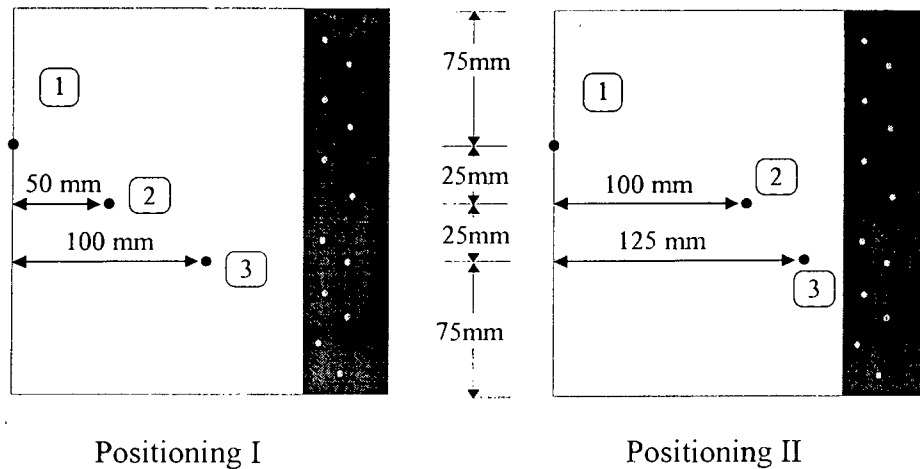 75mm
1
1
25mm
50 mm
2
100 mm
2
25mm
100 mm
3
125 mm
3
75mm
Positioning I
Positioning II